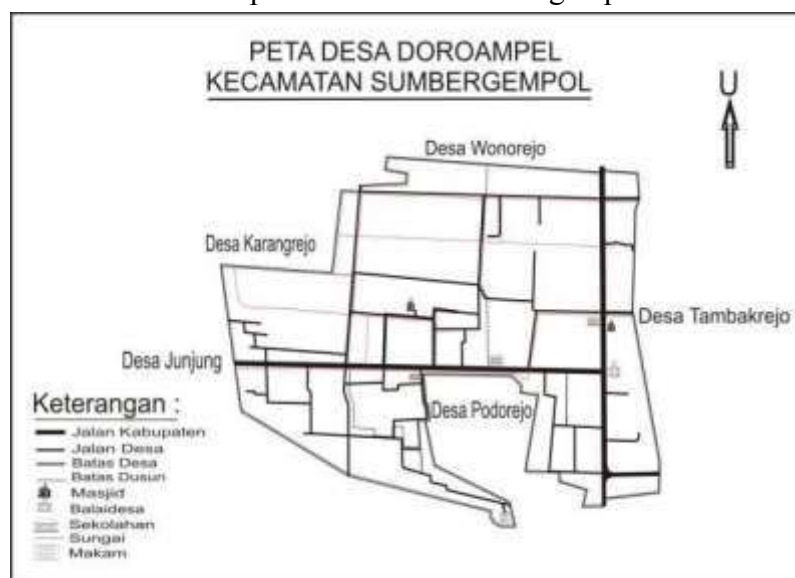 PETA DESA DOROAMPEL
KECAMATAN SUMBERGEMPOL
U
Desa Wonorejo
Desa Karangrejo
Desa Tambakrejo
Desa Junjung
Desa Podorejo
Keterangan :
Jalan Kabupaten
Jalan Desa
Batas Desa
Batas Dusun
Masjid
Balaidesa
Sekolahan
Sungai
Makam